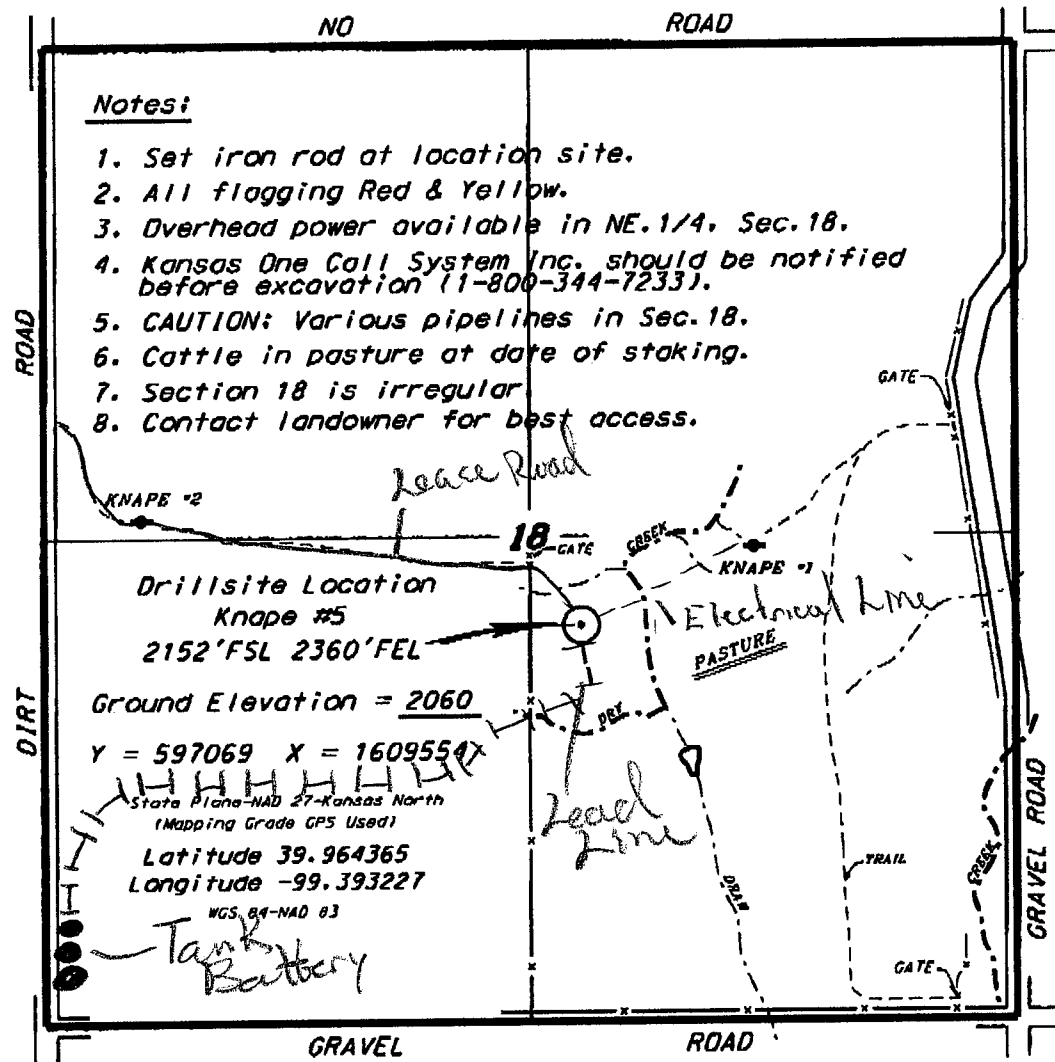 NO ROAD
Notes:
1. Set iron rod at location site.
2. All flagging Red & Yellow.
3. Overhead power available in NE.1/4. Sec.18.
4. Kansas One Call System Inc. should be notified
before excavation (1-800-344-7233).
5. CAUTION: Various pipelines in Sec.18.
6. Cattle in pasture at date of staking.
7. Section 18 is irregular.
8. Contact landowner for best access.
ROAD
GATE
Leace Road
KNAPE #2
18
GATE
CREEK
KNAPE #1
Drillsite Location
Knape #5
2152'FSL 2360'FEL
Electrical Line
PASTURE
Ground Elevation = 2060
DRY
DIRT
Y = 597069 X = 1609554
State Plane-NAD 27-Kansas North
(Mapping Grade GPS Used)
Lead
Line
Latitude 39.964365
Longitude -99.393227
WGS 84-NAD 83
TRAIL
CREEK
GRAVEL ROAD
DRAW
Tank
Battery
GATE
GRAVEL ROAD